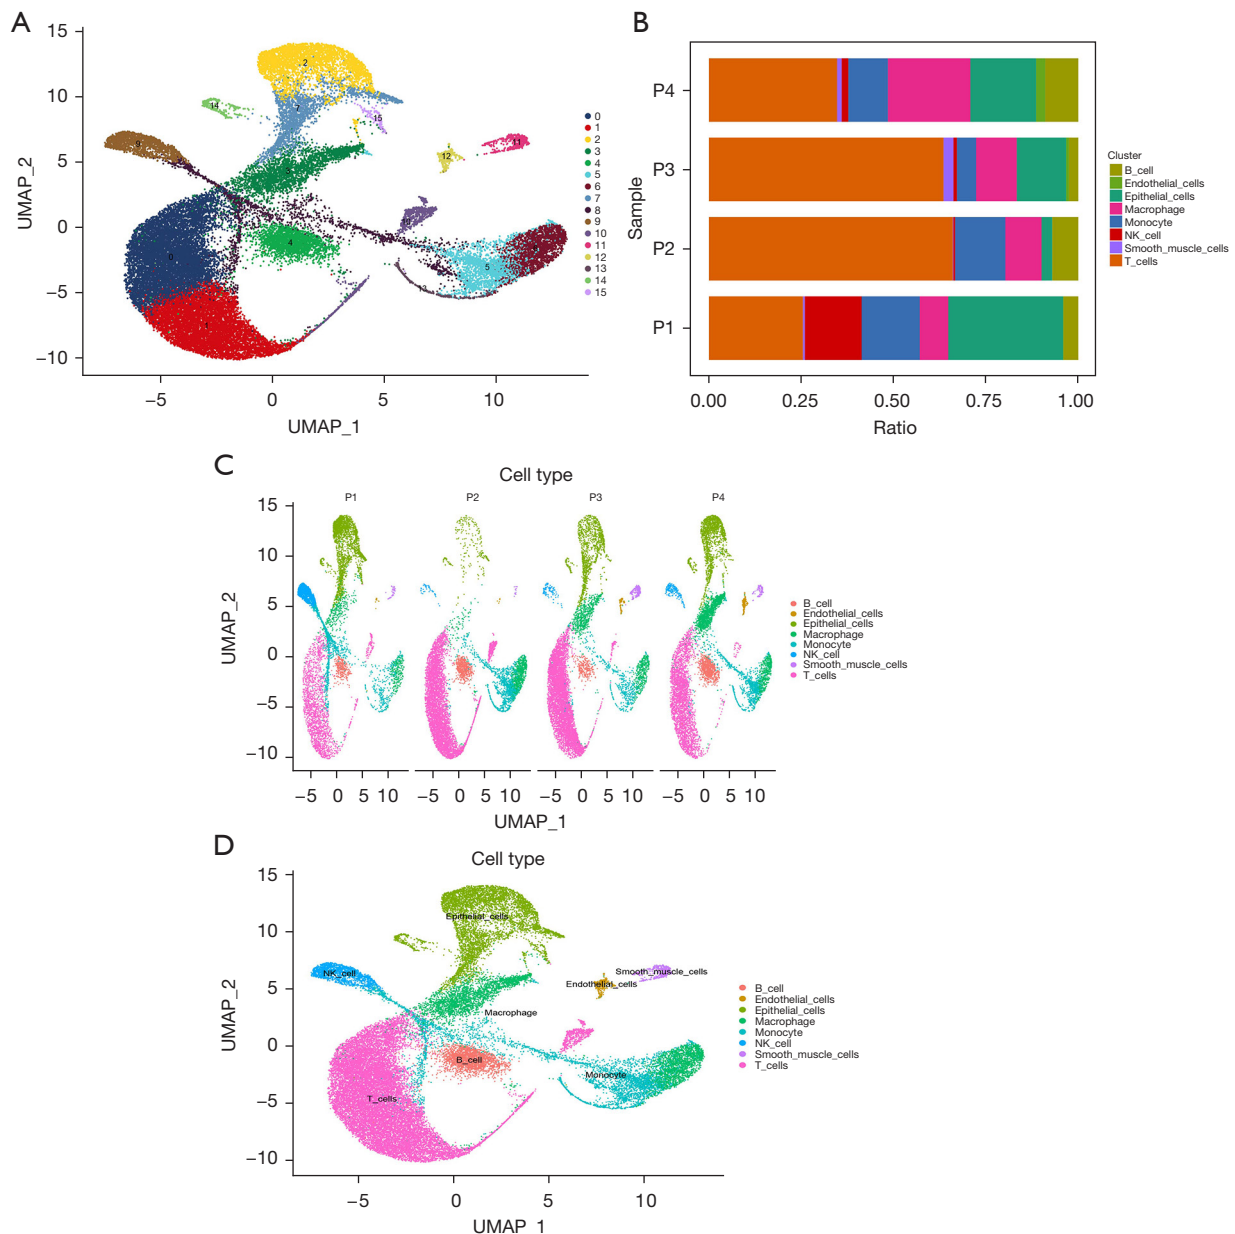 A
15
10
5
0
−5
−10
UMAP_2
−5
0
5
10
UMAP_1
0
1
2
3
4
5
6
7
8
9
10
11
12
13
14
15
2
14
7
15
9
12
11
3
10
0
4
5
1
B
P4
P3
P2
P1
Sample
0.00
0.25
0.50
0.75
1.00
Ratio
Cluster
B_cell
Endothelial_cells
Epithelial_cells
Macrophage
Monocyte
NK_cell
Smooth_muscle_cells
T_cells
C
Cell type
P1
P2
P3
P4
15
10
5
0
−5
−10
UMAP_2
−5 0 5 10
−5 0 5 10
−5 0 5 10
−5 0 5 10
UMAP_1
B_cell
Endothelial_cells
Epithelial_cells
Macrophage
Monocyte
NK_cell
Smooth_muscle_cells
T_cells
D
Cell type
15
10
5
0
−5
−10
UMAP_2
Epithelial_cells
NK_cell
Smooth_muscle_cells
Endothelial_cells
Macrophage
B_cell
Monocyte
T_cells
−5
0
5
10
UMAP_1
B_cell
Endothelial_cells
Epithelial_cells
Macrophage
Monocyte
NK_cell
Smooth_muscle_cells
T_cells